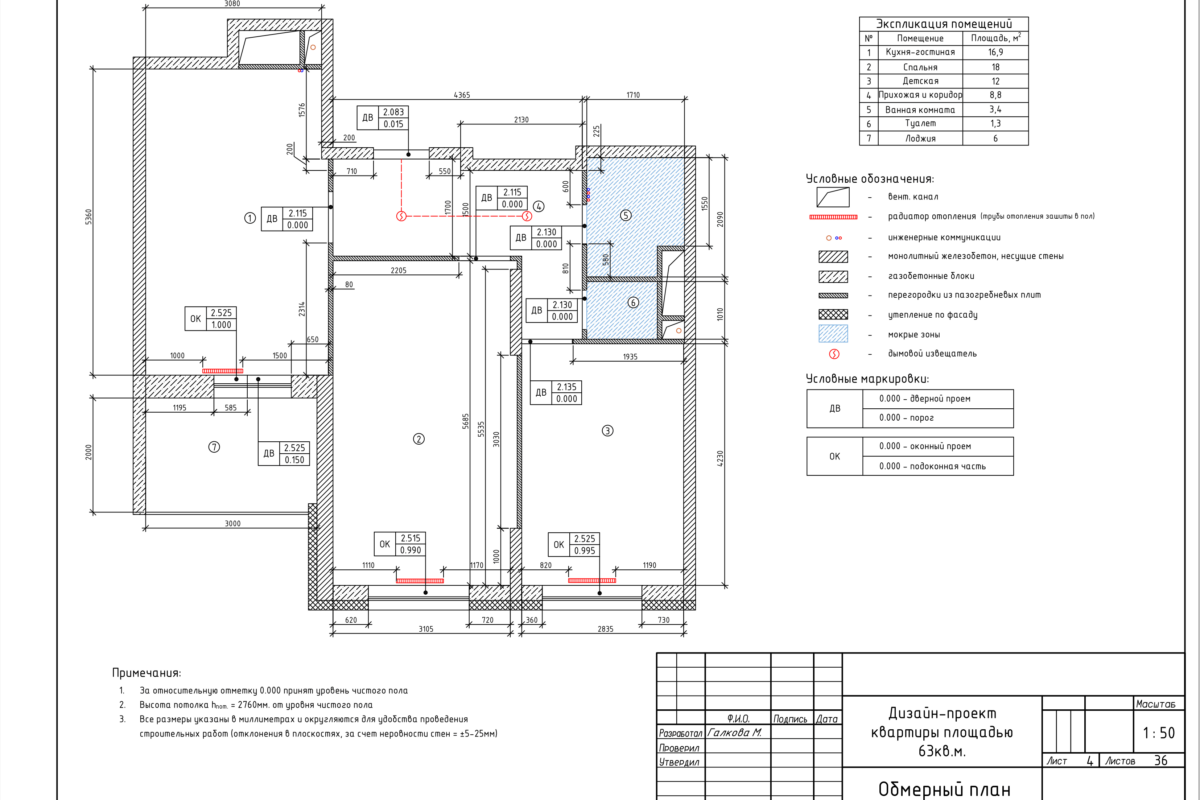 3080
Экспликация помещений
№ Помещение Площадь, м²
1 Кухня-гостиная 16,9
2 Спальня 18
3 Детская 12
4 Прихожая и коридор 8,8
5 Ванная комната 3,4
6 Туалет 1,3
7 Лоджия 6
4365
1710
2130
1576
ДВ 2.083
0.015
200
225
200
710
550
600
1700
1500
1550
2090
5360
ДВ 2.115
0.000
4
1
ДВ 2.115
0.000
5
ДВ 2.130
0.000
580
810
2205
80
2314
ДВ 2.130
0.000
6
1010
ОК 2.525
1.000
650
1000
1500
1935
ДВ 2.135
0.000
1195
585
2000
7
ДВ 2.525
0.150
2
5685
5535
3030
3
4230
3000
ОК 2.515
0.990
ОК 2.525
0.995
1000
1110
1170
820
1190
620
720
360
730
3105
2835
Условные обозначения:
– вент. канал
– радиатор отопления (трубы отопления зашиты в пол)
– инженерные коммуникации
– монолитный железобетон, несущие стены
– газобетонные блоки
– перегородки из пазогребневых плит
– утепление по фасаду
– мокрые зоны
– дымовой извещатель
Условные маркировки:
ДВ
0.000 – дверной проем
0.000 – порог
ОК
0.000 – оконный проем
0.000 – подоконная часть
Примечания:
1. За относительную отметку 0.000 принят уровень чистого пола
2. Высота потолка hпот. = 2760мм. от уровня чистого пола
3. Все размеры указаны в миллиметрах и округляются для удобства проведения
строительных работ (отклонения в плоскостях, за счет неровности стен = ±5-25мм)
Ф.И.О. Подпись Дата
Разработал Галкова М.
Проверил
Утвердил
Дизайн-проект
квартиры площадью
63кв.м.
Масштаб
1 : 50
Лист 4 Листов 36
Обмерный план